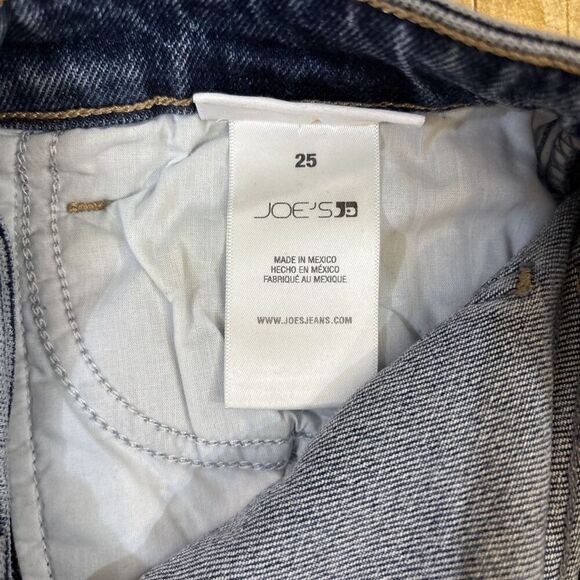 25
JOE'S
MADE IN MEXICO
HECHO EN MÉXICO
FABRIQUÉ AU MEXIQUE
WWW.JOESJEANS.COM